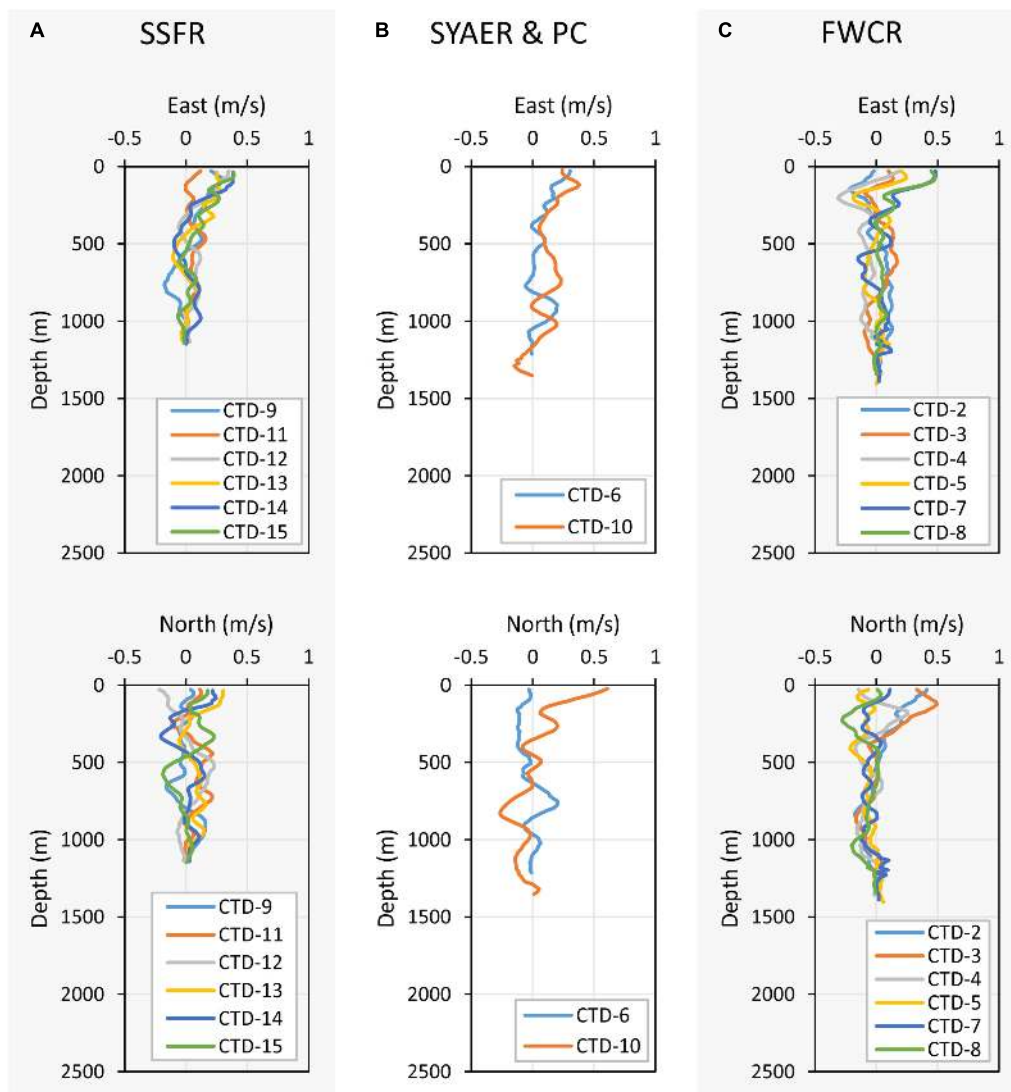 A SSFR
East (m/s)
-0.5 0 0.5 1
0
500
1000
1500
2000
2500
Depth (m)
CTD-9
CTD-11
CTD-12
CTD-13
CTD-14
CTD-15
North (m/s)
-0.5 0 0.5 1
0
500
1000
1500
2000
2500
Depth (m)
CTD-9
CTD-11
CTD-12
CTD-13
CTD-14
CTD-15
B SYAER & PC
East (m/s)
-0.5 0 0.5 1
0
500
1000
1500
2000
2500
Depth (m)
CTD-6
CTD-10
North (m/s)
-0.5 0 0.5 1
0
500
1000
1500
2000
2500
Depth (m)
CTD-6
CTD-10
C FWCR
East (m/s)
-0.5 0 0.5 1
0
500
1000
1500
2000
2500
Depth (m)
CTD-2
CTD-3
CTD-4
CTD-5
CTD-7
CTD-8
North (m/s)
-0.5 0 0.5 1
0
500
1000
1500
2000
2500
Depth (m)
CTD-2
CTD-3
CTD-4
CTD-5
CTD-7
CTD-8